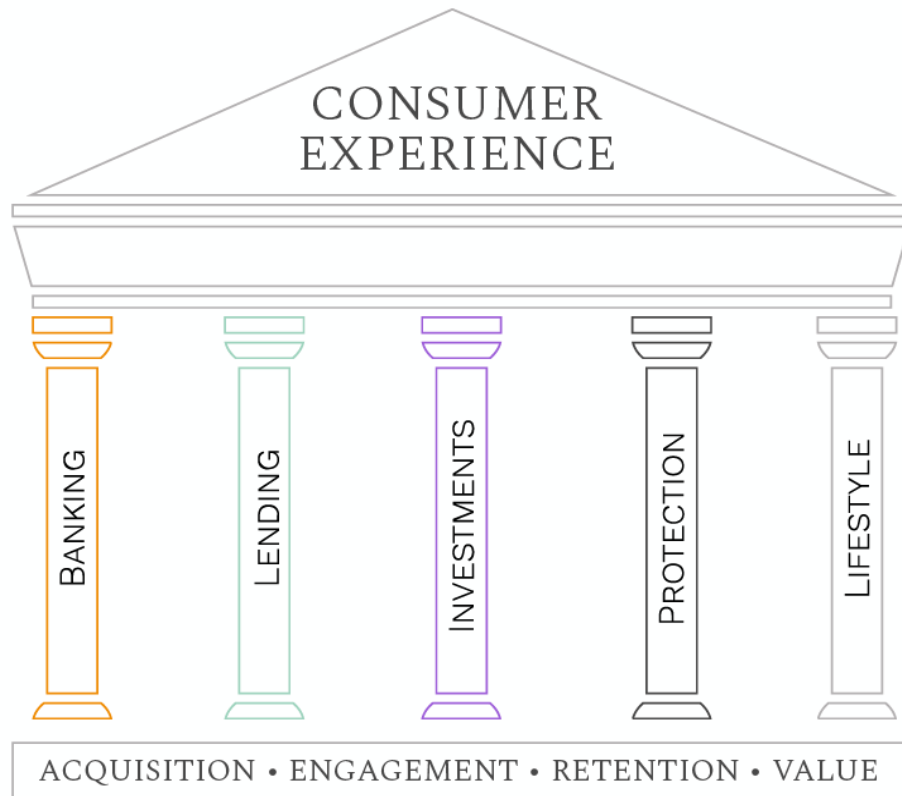 CONSUMER
EXPERIENCE
BANKING
LENDING
INVESTMENTS
PROTECTION
LIFESTYLE
ACQUISITION • ENGAGEMENT • RETENTION • VALUE